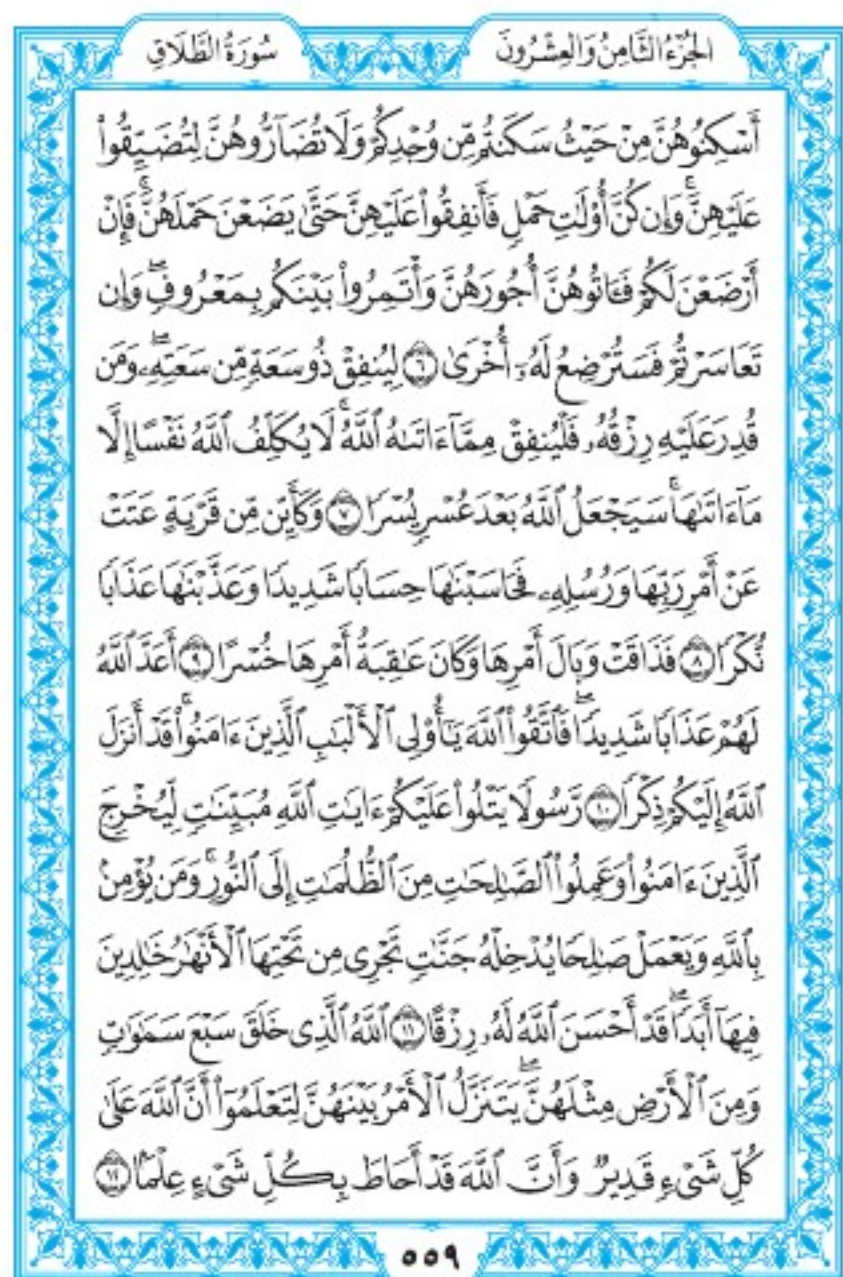 الجُزْءُ الثَّامِنُ وَالعِشْرُونَ
سُورَةُ الطَّلَاقِ
أَسْكِنُوهُنَّ مِنْ حَيْثُ سَكَنتُم مِّن وُجْدِكُمْ وَلَا تُضَآرُّوهُنَّ لِتُضَيِّقُواْ
عَلَيْهِنَّۚ وَإِن كُنَّ أُوْلَٰتِ حَمْلٍ فَأَنفِقُواْ عَلَيْهِنَّ حَتَّىٰ يَضَعْنَ حَمْلَهُنَّۚ فَإِنْ
أَرْضَعْنَ لَكُمْ فَـَٔاتُوهُنَّ أُجُورَهُنَّ وَأْتَمِرُواْ بَيْنَكُم بِمَعْرُوفٖۖ وَإِن
تَعَاسَرْتُمْ فَسَتُرْضِعُ لَهُۥٓ أُخْرَىٰ ٦ لِيُنفِقْ ذُو سَعَةٖ مِّن سَعَتِهِۦۖ وَمَن
قُدِرَ عَلَيْهِ رِزْقُهُۥ فَلْيُنفِقْ مِمَّآ ءَاتَىٰهُ ٱللَّهُۚ لَا يُكَلِّفُ ٱللَّهُ نَفْسًا إِلَّا
مَآ ءَاتَىٰهَاۚ سَيَجْعَلُ ٱللَّهُ بَعْدَ عُسْرٖ يُسْرٗا ٧ وَكَأَيِّن مِّن قَرْيَةٍ عَتَتْ
عَنْ أَمْرِ رَبِّهَا وَرُسُلِهِۦ فَحَاسَبْنَٰهَا حِسَابٗا شَدِيدٗا وَعَذَّبْنَٰهَا عَذَابٗا
نُّكْرٗا ٨ فَذَاقَتْ وَبَالَ أَمْرِهَا وَكَانَ عَٰقِبَةُ أَمْرِهَا خُسْرًا ٩ أَعَدَّ ٱللَّهُ
لَهُمْ عَذَابٗا شَدِيدٗاۖ فَٱتَّقُواْ ٱللَّهَ يَٰٓأُوْلِي ٱلْأَلْبَٰبِ ٱلَّذِينَ ءَامَنُواْۚ قَدْ أَنزَلَ
ٱللَّهُ إِلَيْكُمْ ذِكْرٗا ١٠ رَّسُولٗا يَتْلُواْ عَلَيْكُمْ ءَايَٰتِ ٱللَّهِ مُبَيِّنَٰتٖ لِّيُخْرِجَ
ٱلَّذِينَ ءَامَنُواْ وَعَمِلُواْ ٱلصَّٰلِحَٰتِ مِنَ ٱلظُّلُمَٰتِ إِلَى ٱلنُّورِۚ وَمَن يُؤْمِنۢ
بِٱللَّهِ وَيَعْمَلْ صَٰلِحٗا يُدْخِلْهُ جَنَّٰتٖ تَجْرِي مِن تَحْتِهَا ٱلْأَنْهَٰرُ خَٰلِدِينَ
فِيهَآ أَبَدٗاۖ قَدْ أَحْسَنَ ٱللَّهُ لَهُۥ رِزْقًا ١١ ٱللَّهُ ٱلَّذِي خَلَقَ سَبْعَ سَمَٰوَٰتٖ
وَمِنَ ٱلْأَرْضِ مِثْلَهُنَّۖ يَتَنَزَّلُ ٱلْأَمْرُ بَيْنَهُنَّ لِتَعْلَمُوٓاْ أَنَّ ٱللَّهَ عَلَىٰ
كُلِّ شَيْءٖ قَدِيرٞ وَأَنَّ ٱللَّهَ قَدْ أَحَاطَ بِكُلِّ شَيْءٍ عِلْمَۢا ١٢
٥٥٩